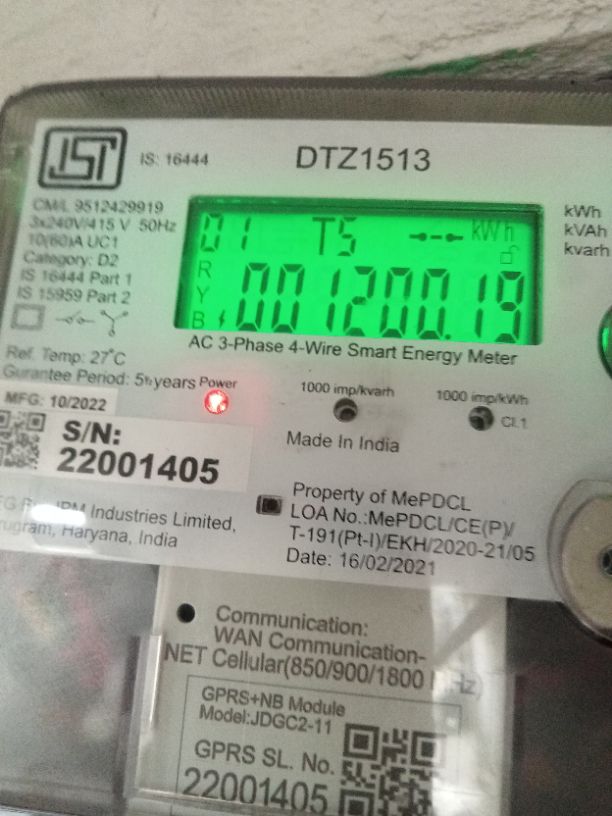 IS: 16444
DTZ1513
CM/L 9512429919
3x240V/415 V 50Hz
10(60)A UC1
Category: D2
IS 16444 Part 1
IS 15959 Part 2
01 TS kWh
R
Y
B
001200.19
kWh
kVAh
kvarh
AC 3-Phase 4-Wire Smart Energy Meter
Ref. Temp: 27°C
Gurantee Period: 5½ years
Power
1000 imp/kvarh
1000 imp/kWh
Cl.1
MFG: 10/2022
S/N:
22001405
Made In India
Industries Limited,
Haryana, India
Property of MePDCL
LOA No.:MePDCL/CE(P)/
T-191(Pt-I)/EKH/2020-21/05
Date: 16/02/2021
Communication:
WAN Communication-
NET Cellular(850/900/1800
GPRS+NB Module
Model:JDGC2-11
GPRS SL. No.
22001405